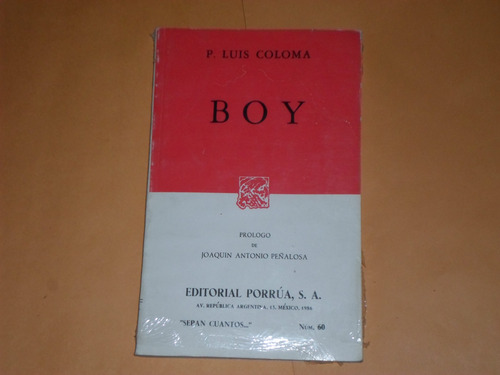 P. LUIS COLOMA
BOY
PROLOGO
DE
JOAQUIN ANTONIO PEÑALOSA
EDITORIAL PORRÚA, S. A.
AV. REPÚBLICA ARGENTINA, 15, MÉXICO, 1986
"SEPAN CUANTOS..." NUM. 60